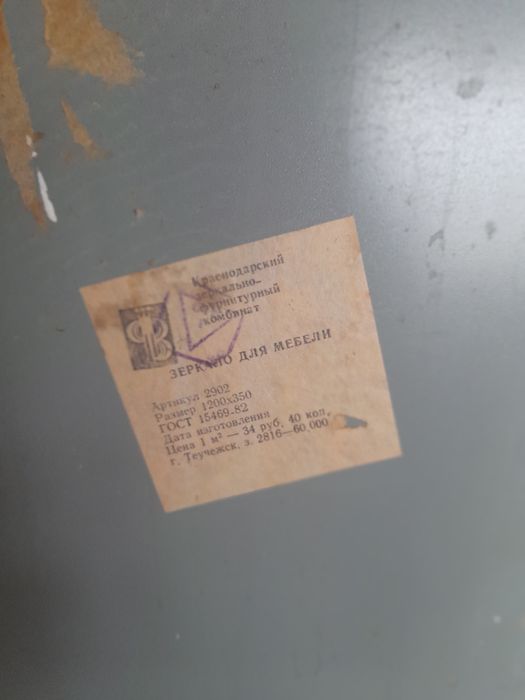 Краснодарский
зеркально-
фурнитурный
комбинат
ЗЕРКАЛО ДЛЯ МЕБЕЛИ
Артикул 2902
Размер 1200х350
ГОСТ 15469-82
Дата изготовления
Цена 1 м² — 34 руб. 40 коп.
г. Теучежск, з. 2816—60.000